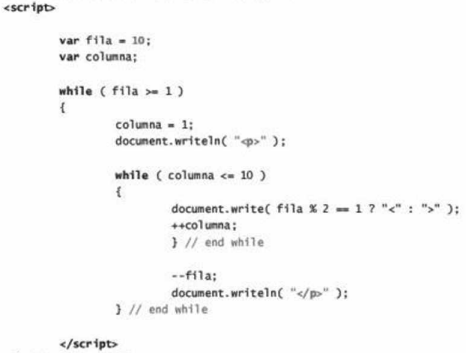 <script>
var fila = 10;
var columna;
while ( fila >= 1 )
{
columna = 1;
document.writeln( "<p>" );
while ( columna <= 10 )
{
document.write( fila % 2 == 1 ? "<" : ">" );
++columna;
} // end while
--fila;
document.writeln( "</p>" );
} // end while
</script>